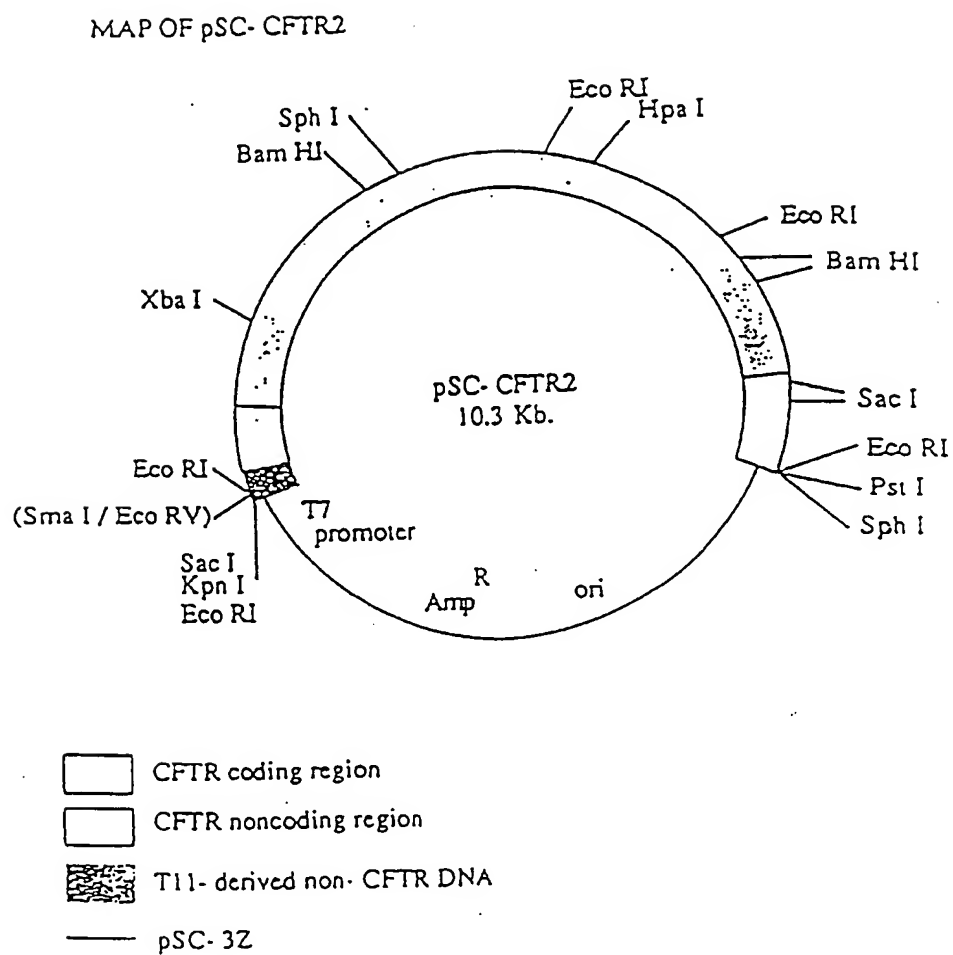 MAP OF pSC- CFTR2
Eco RI
Hpa I
Sph I
Bam HI
Eco RI
Bam HI
Xba I
pSC- CFTR2
10.3 Kb.
Sac I
Eco RI
Pst I
Sph I
Eco RI
(Sma I / Eco RV)
T7
promoter
Sac I
Kpn I
Eco RI
Amp R
ori
CFTR coding region
CFTR noncoding region
T11- derived non- CFTR DNA
pSC- 3Z